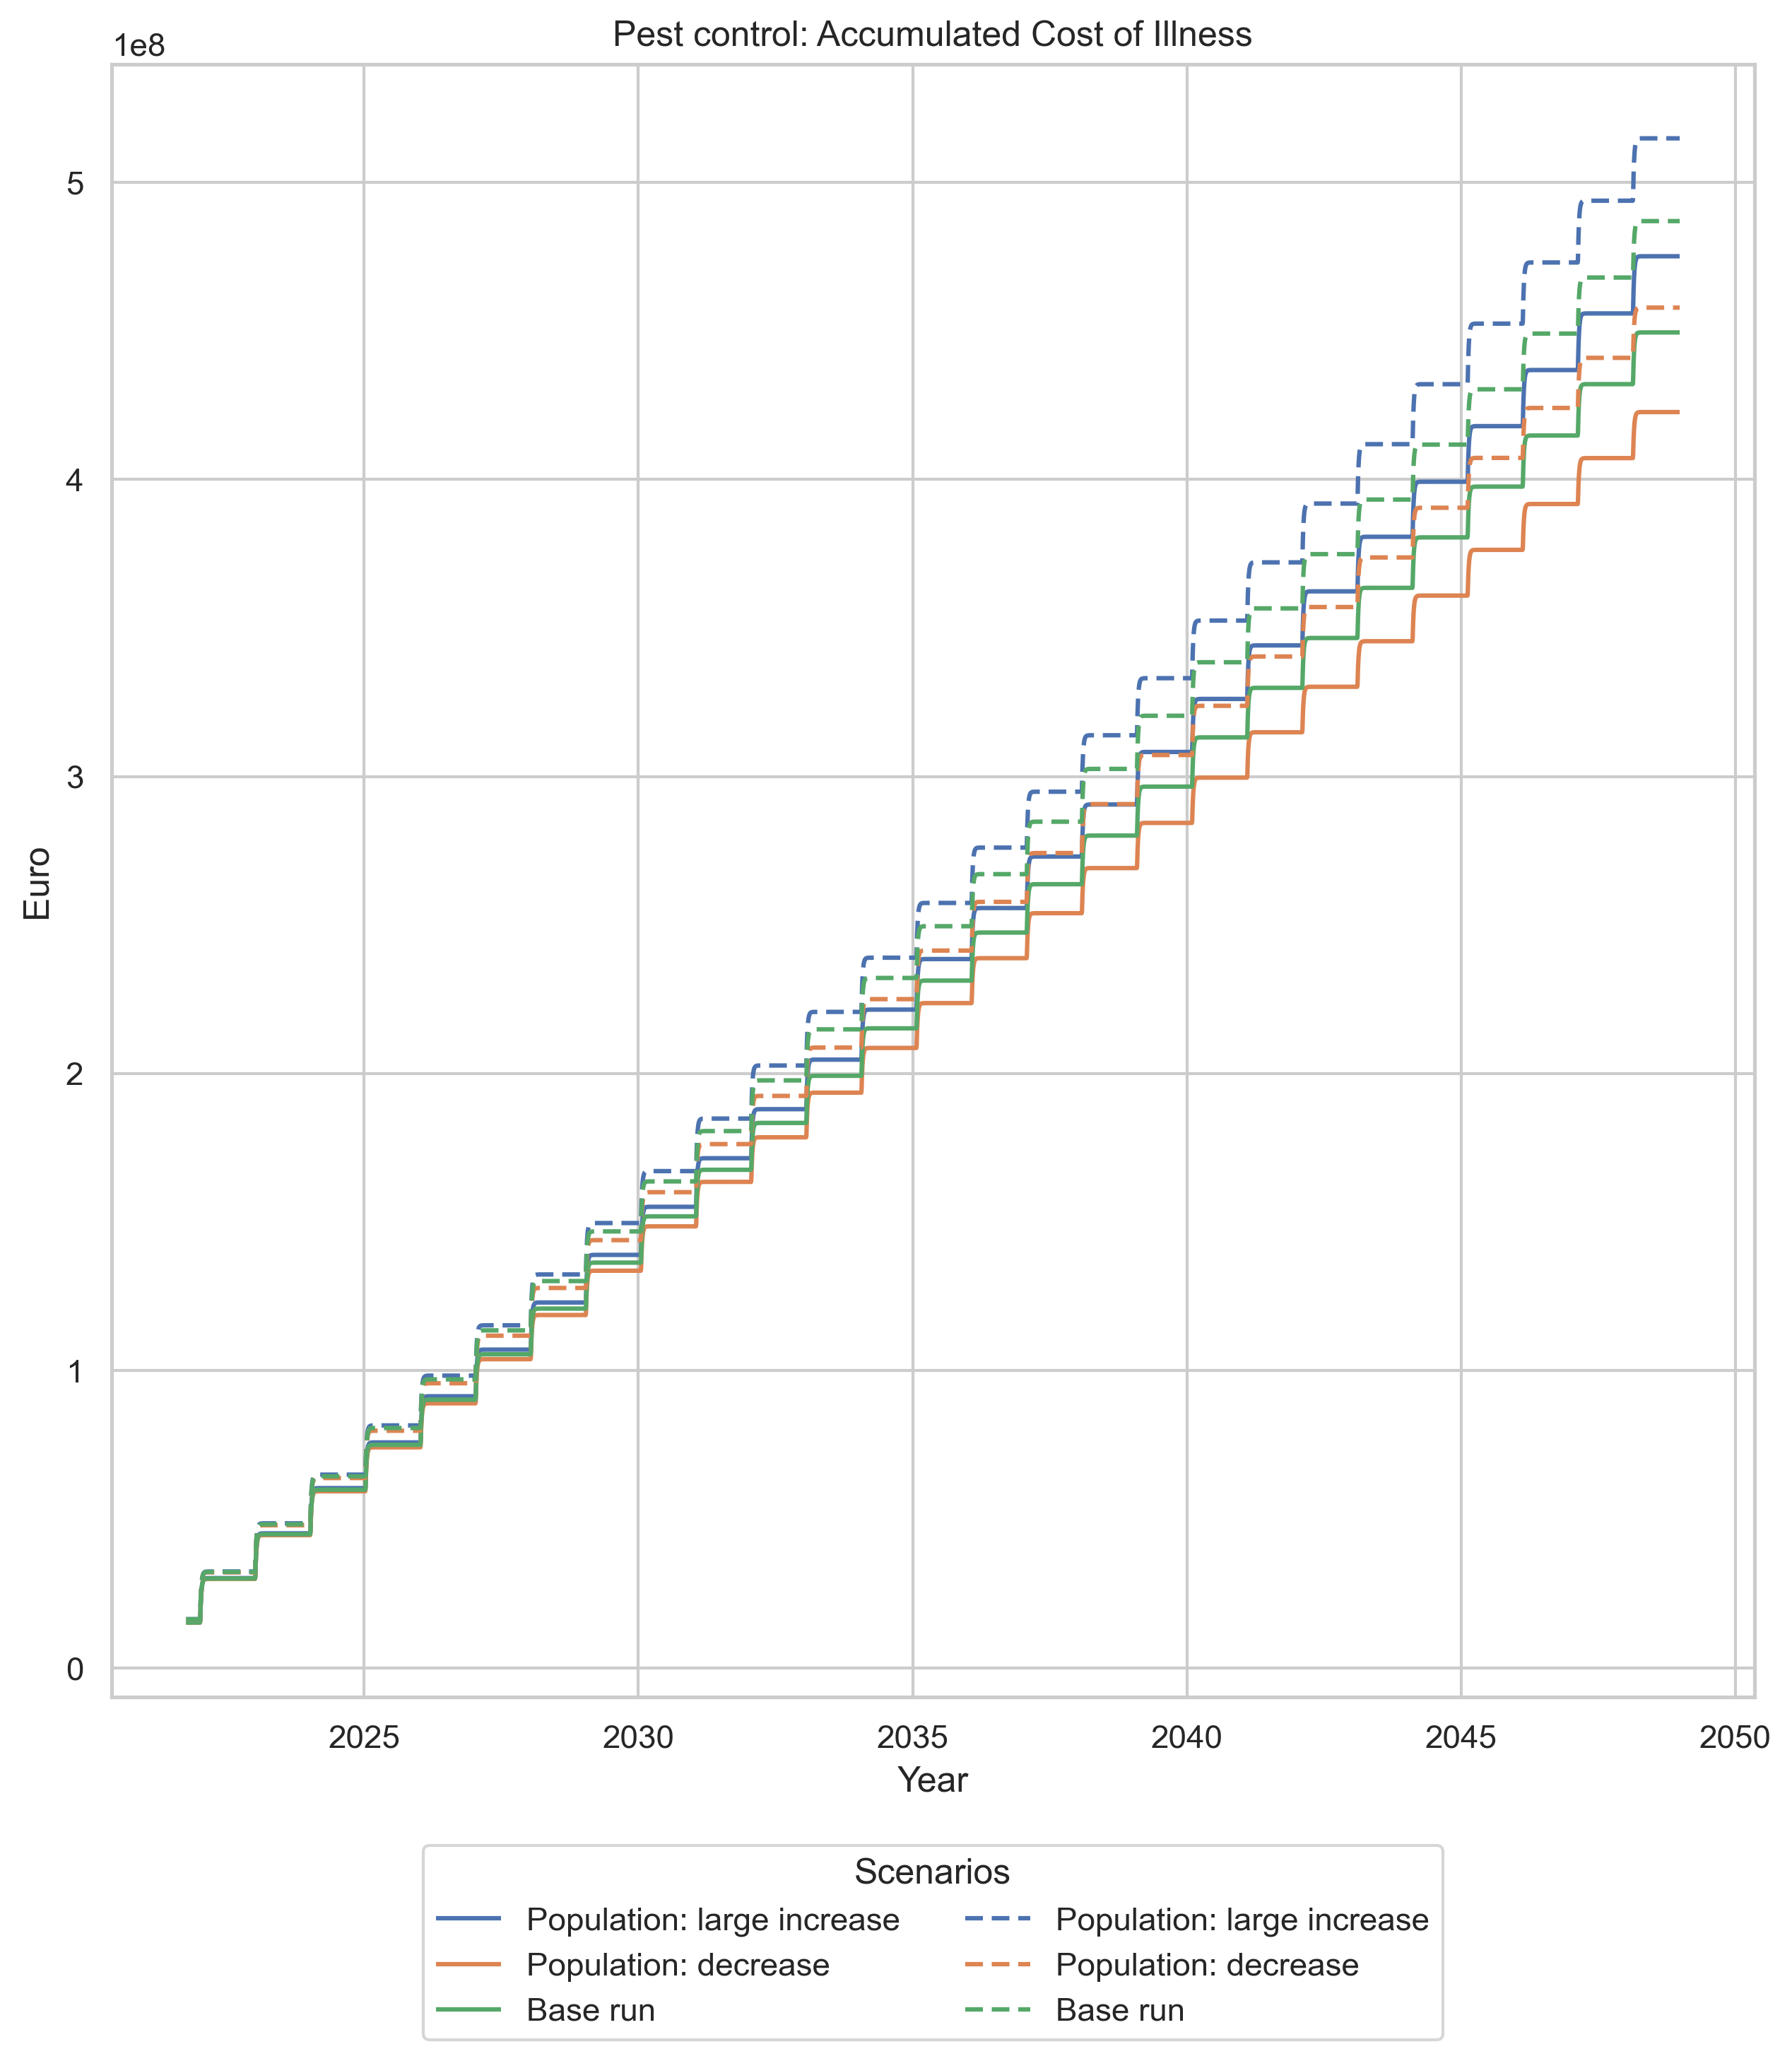 Pest control: Accumulated Cost of Illness
1e8
5
4
3
2
1
0
Euro
2025 2030 2035 2040 2045 2050
Year
Scenarios
Population: large increase Population: large increase
Population: decrease Population: decrease
Base run Base run